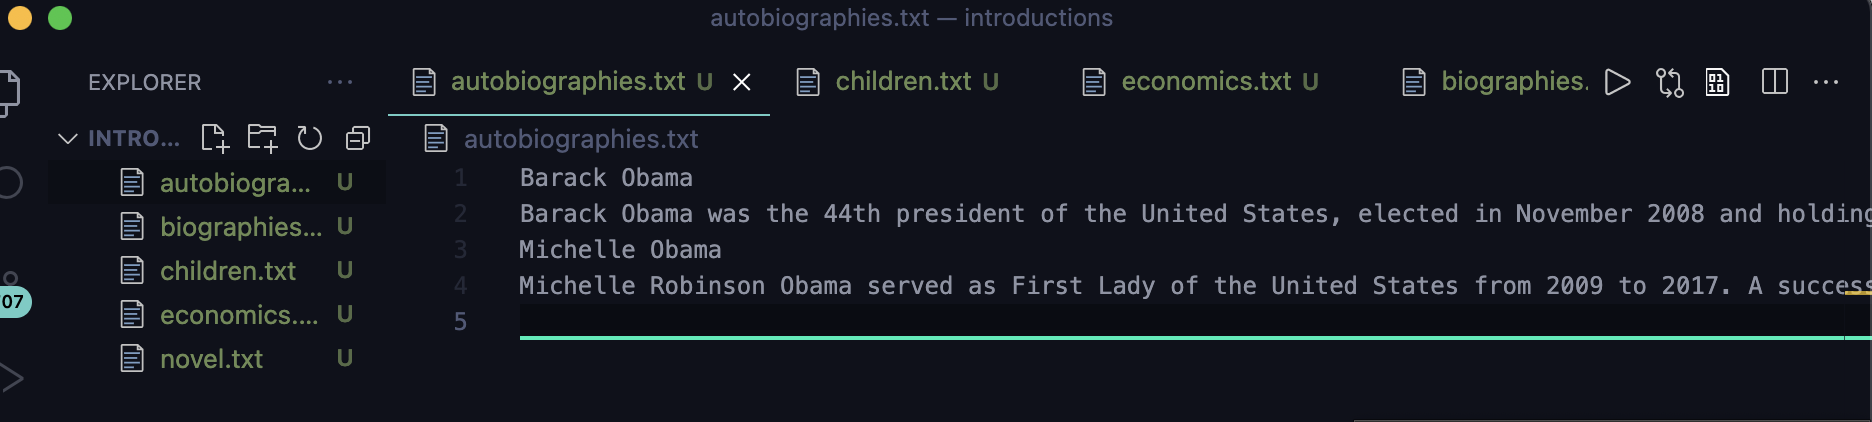 autobiographies.txt — introductions
EXPLORER ...
autobiographies.txt U
children.txt U
economics.txt U
biographies.
INTRO...
autobiogra... U
biographies... U
children.txt U
economics.... U
novel.txt U
07
autobiographies.txt
1 Barack Obama
2 Barack Obama was the 44th president of the United States, elected in November 2008 and holding
3 Michelle Obama
4 Michelle Robinson Obama served as First Lady of the United States from 2009 to 2017. A success
5